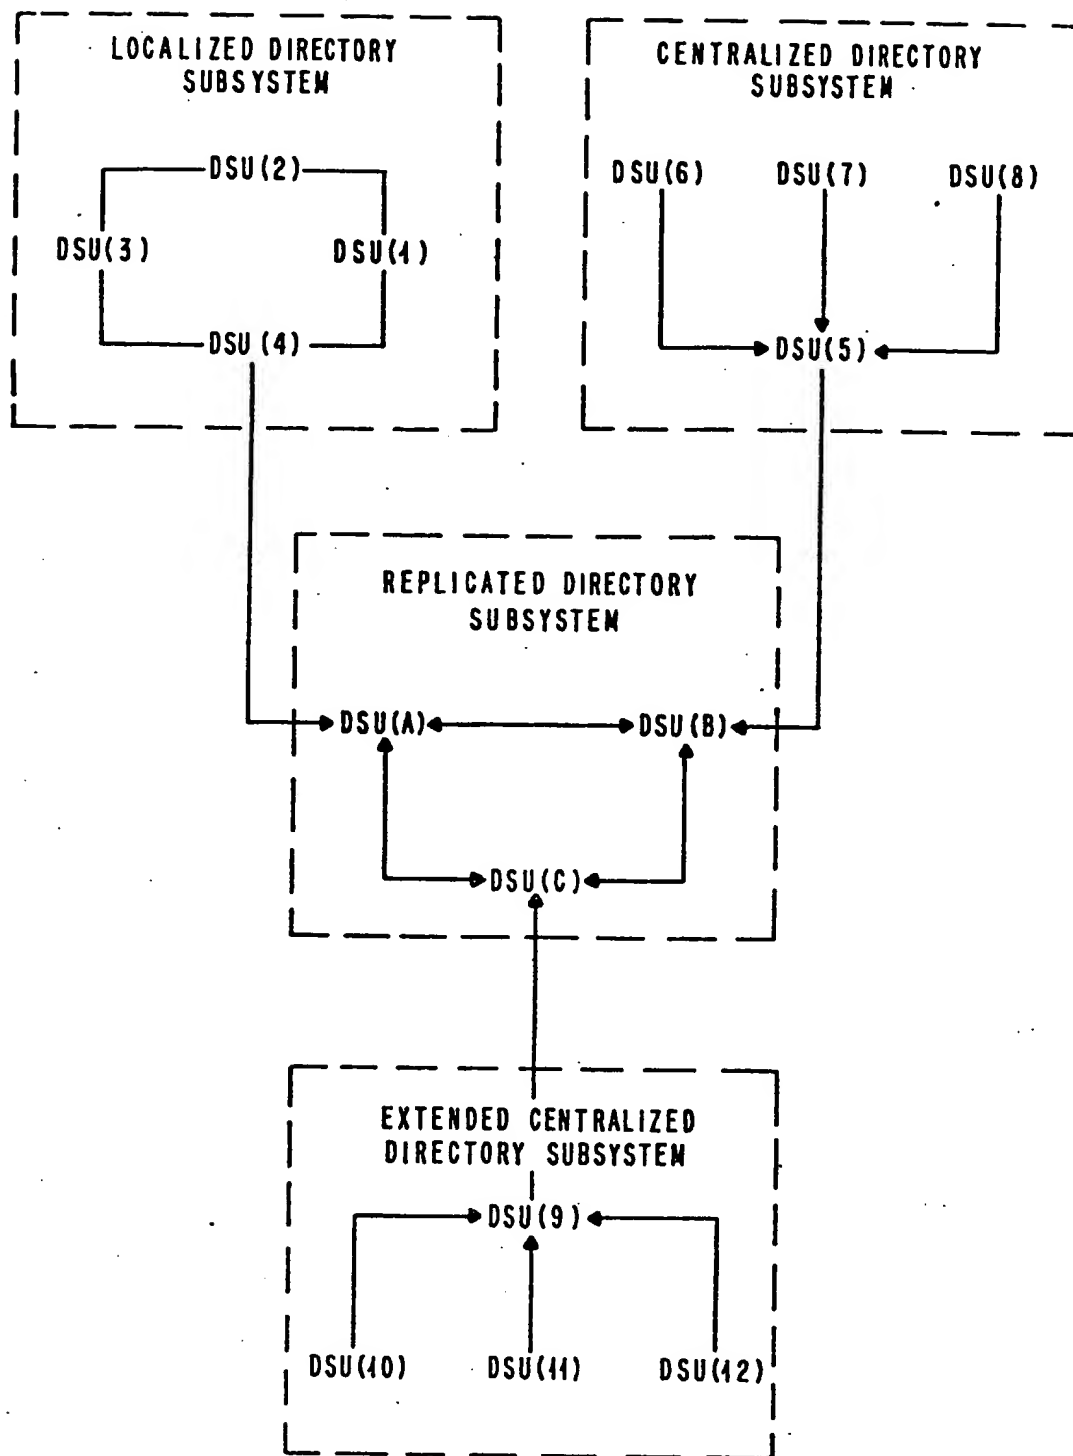 LOCALIZED DIRECTORY
SUBSYSTEM
DSU(2)
DSU(3)
DSU(1)
DSU(4)
CENTRALIZED DIRECTORY
SUBSYSTEM
DSU(6)
DSU(7)
DSU(8)
DSU(5)
REPLICATED DIRECTORY
SUBSYSTEM
DSU(A)
DSU(B)
DSU(C)
EXTENDED CENTRALIZED
DIRECTORY SUBSYSTEM
DSU(9)
DSU(10)
DSU(11)
DSU(12)